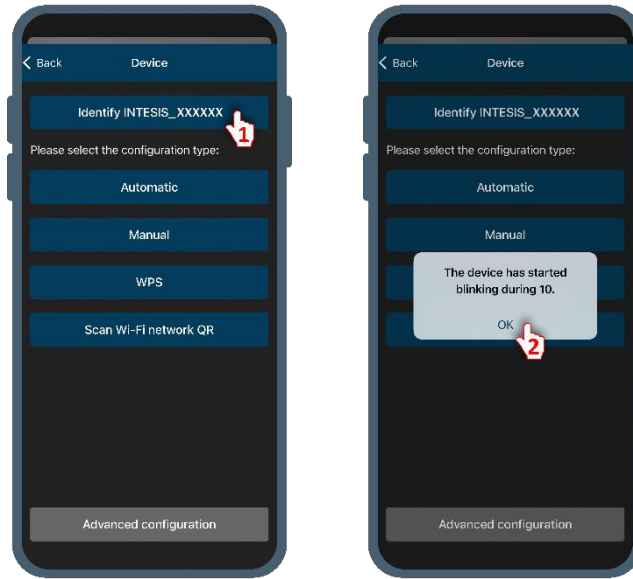 Back Device
Identify INTESIS_XXXXXX
1
Please select the configuration type:
Automatic
Manual
WPS
Scan Wi-Fi network QR
Advanced configuration
Back Device
Identify INTESIS_XXXXXX
Please select the configuration type:
Automatic
Manual
The device has started
blinking during 10.
OK
2
Advanced configuration